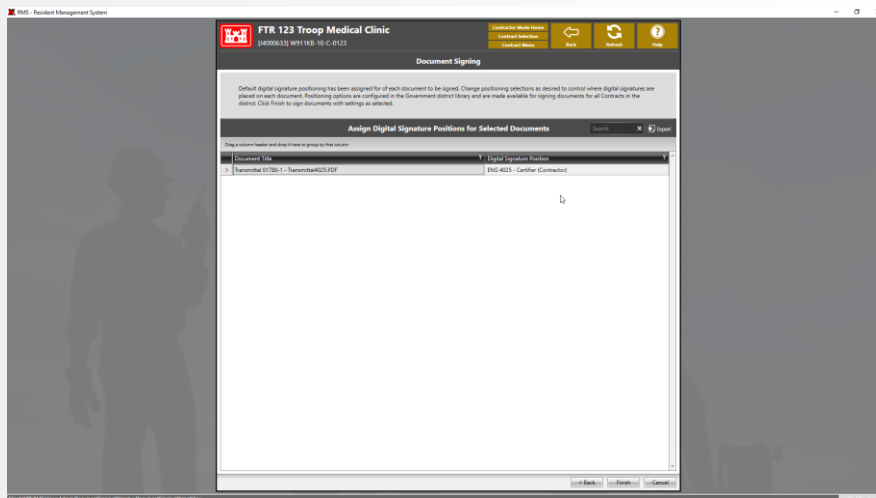 RMS - Resident Management System
FTR 123 Troop Medical Clinic
[J4000633] W911KB-10-C-0123
Contractor Mode Home
Contract Selection
Contract Menu
Back
Refresh
Help
Document Signing
Default digital signature positioning has been assigned for of each document to be signed. Change positioning selections as desired to control where digital signatures are
placed on each document. Positioning options are configured in the Government district library and are made available for signing documents for all Contracts in the
district. Click Finish to sign documents with settings as selected.
Assign Digital Signature Positions for Selected Documents
Search
Export
Drag a column header and drop it here to group by that column
Document Title
Digital Signature Position
Transmittal 01780-1 - Transmittal4025.PDF
ENG 4025 - Certifier (Contractor)
< Back
Finish
Cancel